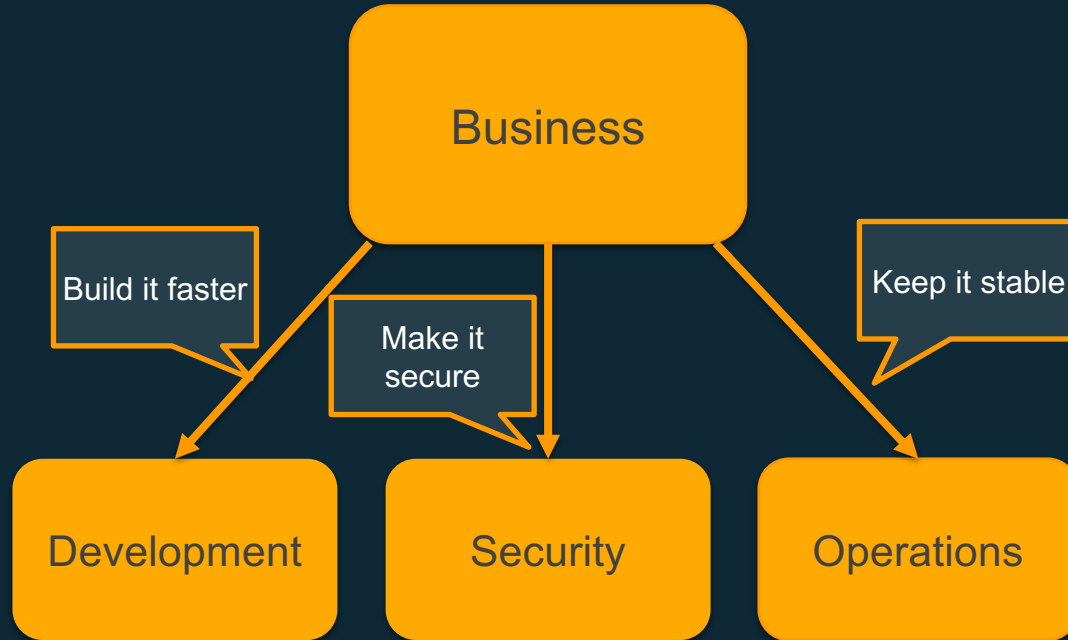 Business
Build it faster
Make it
secure
Keep it stable
Development
Security
Operations